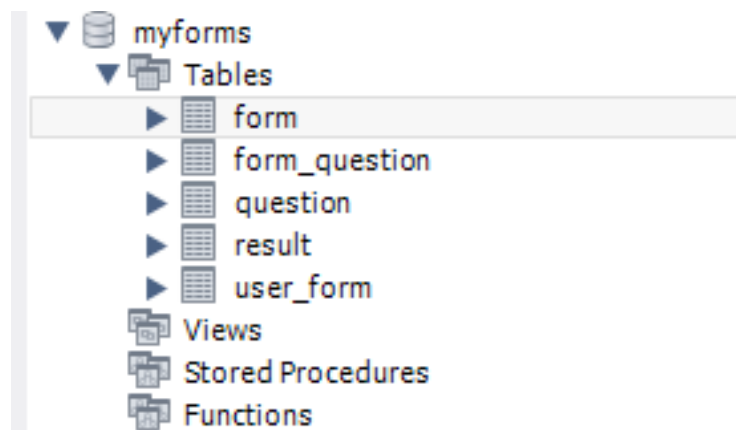 myforms
Tables
form
form_question
question
result
user_form
Views
Stored Procedures
Functions